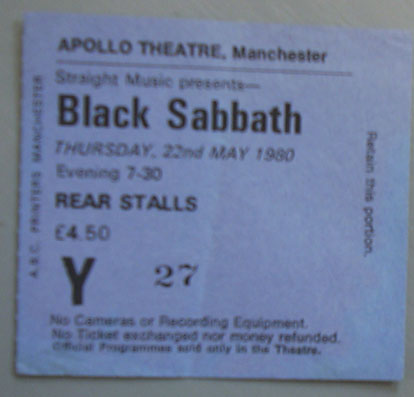 APOLLO THEATRE, Manchester
Straight Music presents—
Black Sabbath
THURSDAY, 22nd MAY 1980
Evening 7-30
REAR STALLS
£4.50
Y 27
No Cameras or Recording Equipment.
No Ticket exchanged nor money refunded.
Official Programmes sold only in the Theatre.
Retain this portion.
A.B.C. PRINTERS MANCHESTER